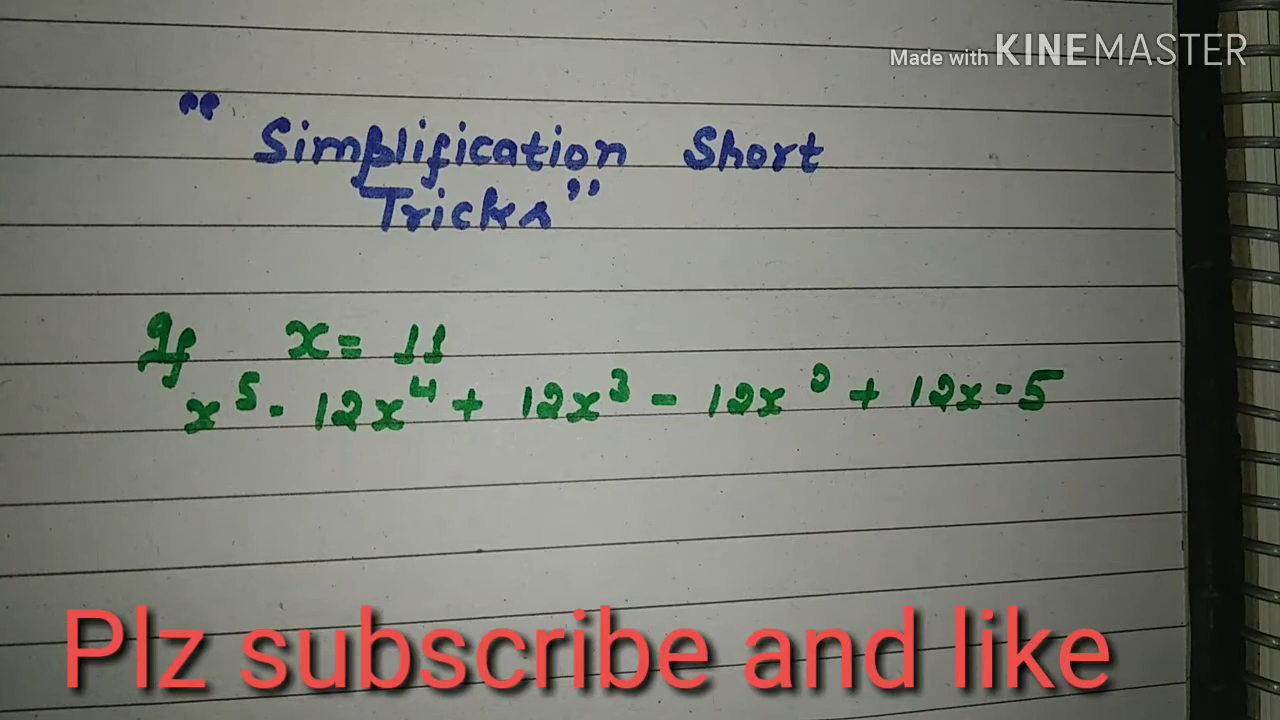 Made with KINEMASTER
" Simplification Short
Tricks"
If x = 11
x⁵ - 12x⁴ + 12x³ - 12x² + 12x - 5
Plz subscribe and like